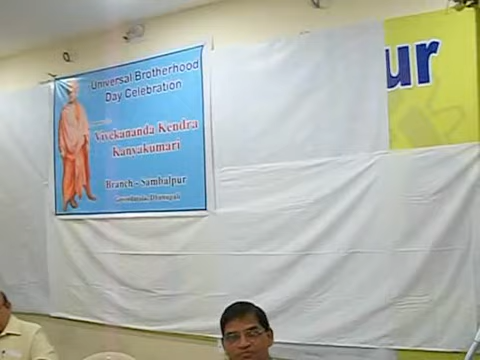 Universal Brotherhood
Day Celebration
Vivekananda Kendra
Kanyakumari
Branch - Sambalpur
ur